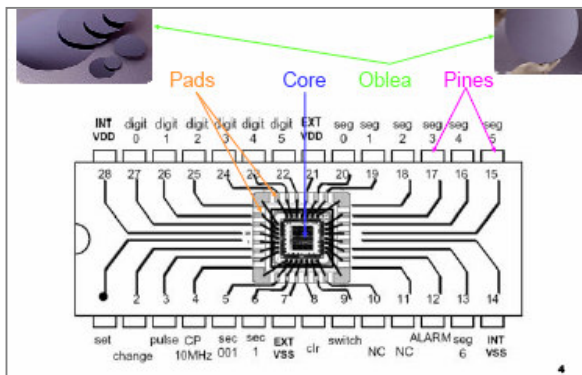 Pads Core Oblea Pines
INT VDD digit 0 digit 1 digit 2 digit 3 digit 4 digit 5 EXT VDD seg 0 seg 1 seg 2 seg 3 seg 4 seg 5
28 27 26 25 24 23 22 21 20 19 18 17 16 15
2 3 4 5 6 7 8 9 10 11 12 13 14
set change pulse CP 10MHz sec 001 sec 1 EXT VSS clr switch NC NC ALARM seg 6 INT VSS
4